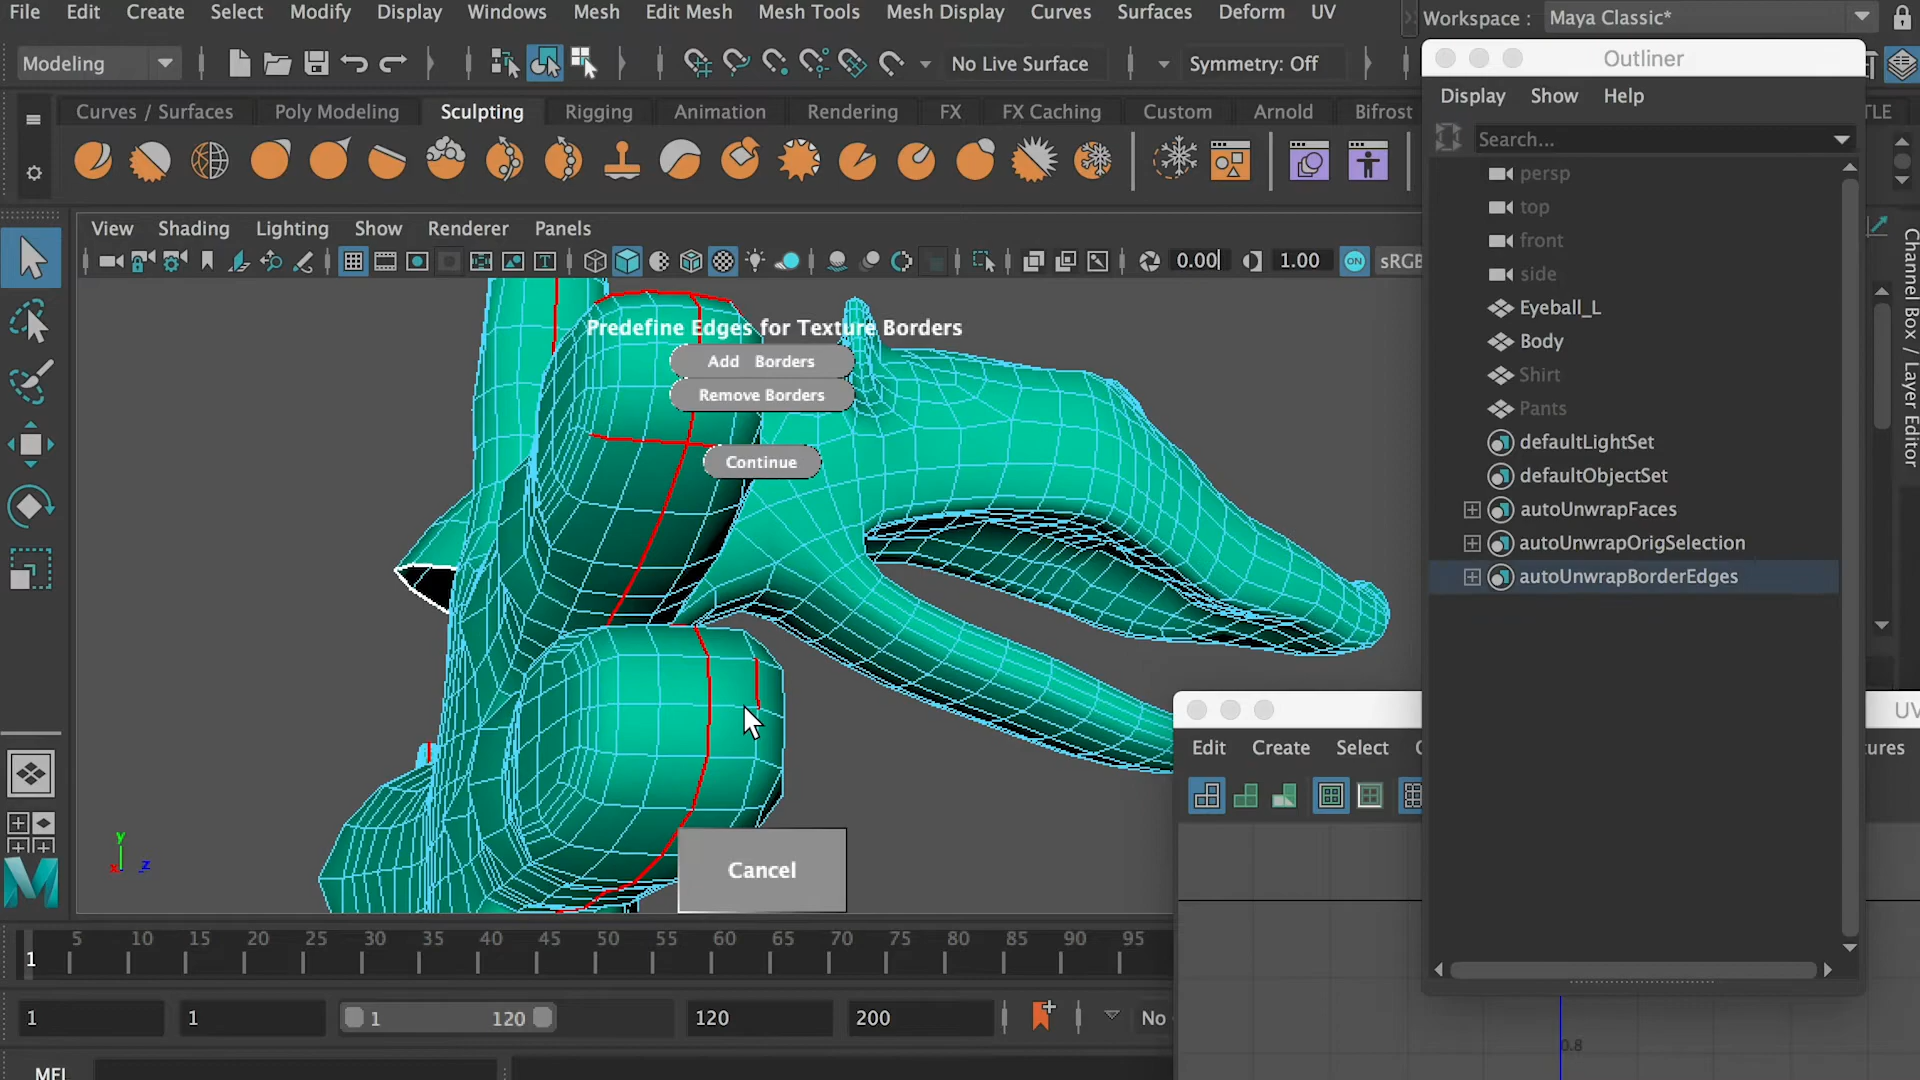 File Edit Create Select Modify Display Windows Mesh Edit Mesh Mesh Tools Mesh Display Curves Surfaces Deform UV
Workspace : Maya Classic*
Modeling No Live Surface Symmetry: Off
Outliner
Display Show Help
Search...
Curves / Surfaces Poly Modeling Sculpting Rigging Animation Rendering FX FX Caching Custom Arnold Bifrost
TLE
View Shading Lighting Show Renderer Panels
0.00 1.00 ON sRGB
persp
top
front
side
Eyeball_L
Body
Shirt
Pants
defaultLightSet
defaultObjectSet
autoUnwrapFaces
autoUnwrapOrigSelection
autoUnwrapBorderEdges
Channel Box / Layer Editor
Predefine Edges for Texture Borders
Add Borders
Remove Borders
Continue
Cancel
y
x z
UV
Edit Create Select
0.8
1 5 10 15 20 25 30 35 40 45 50 55 60 65 70 75 80 85 90 95
1 1 1 120 120 200 No
MEL